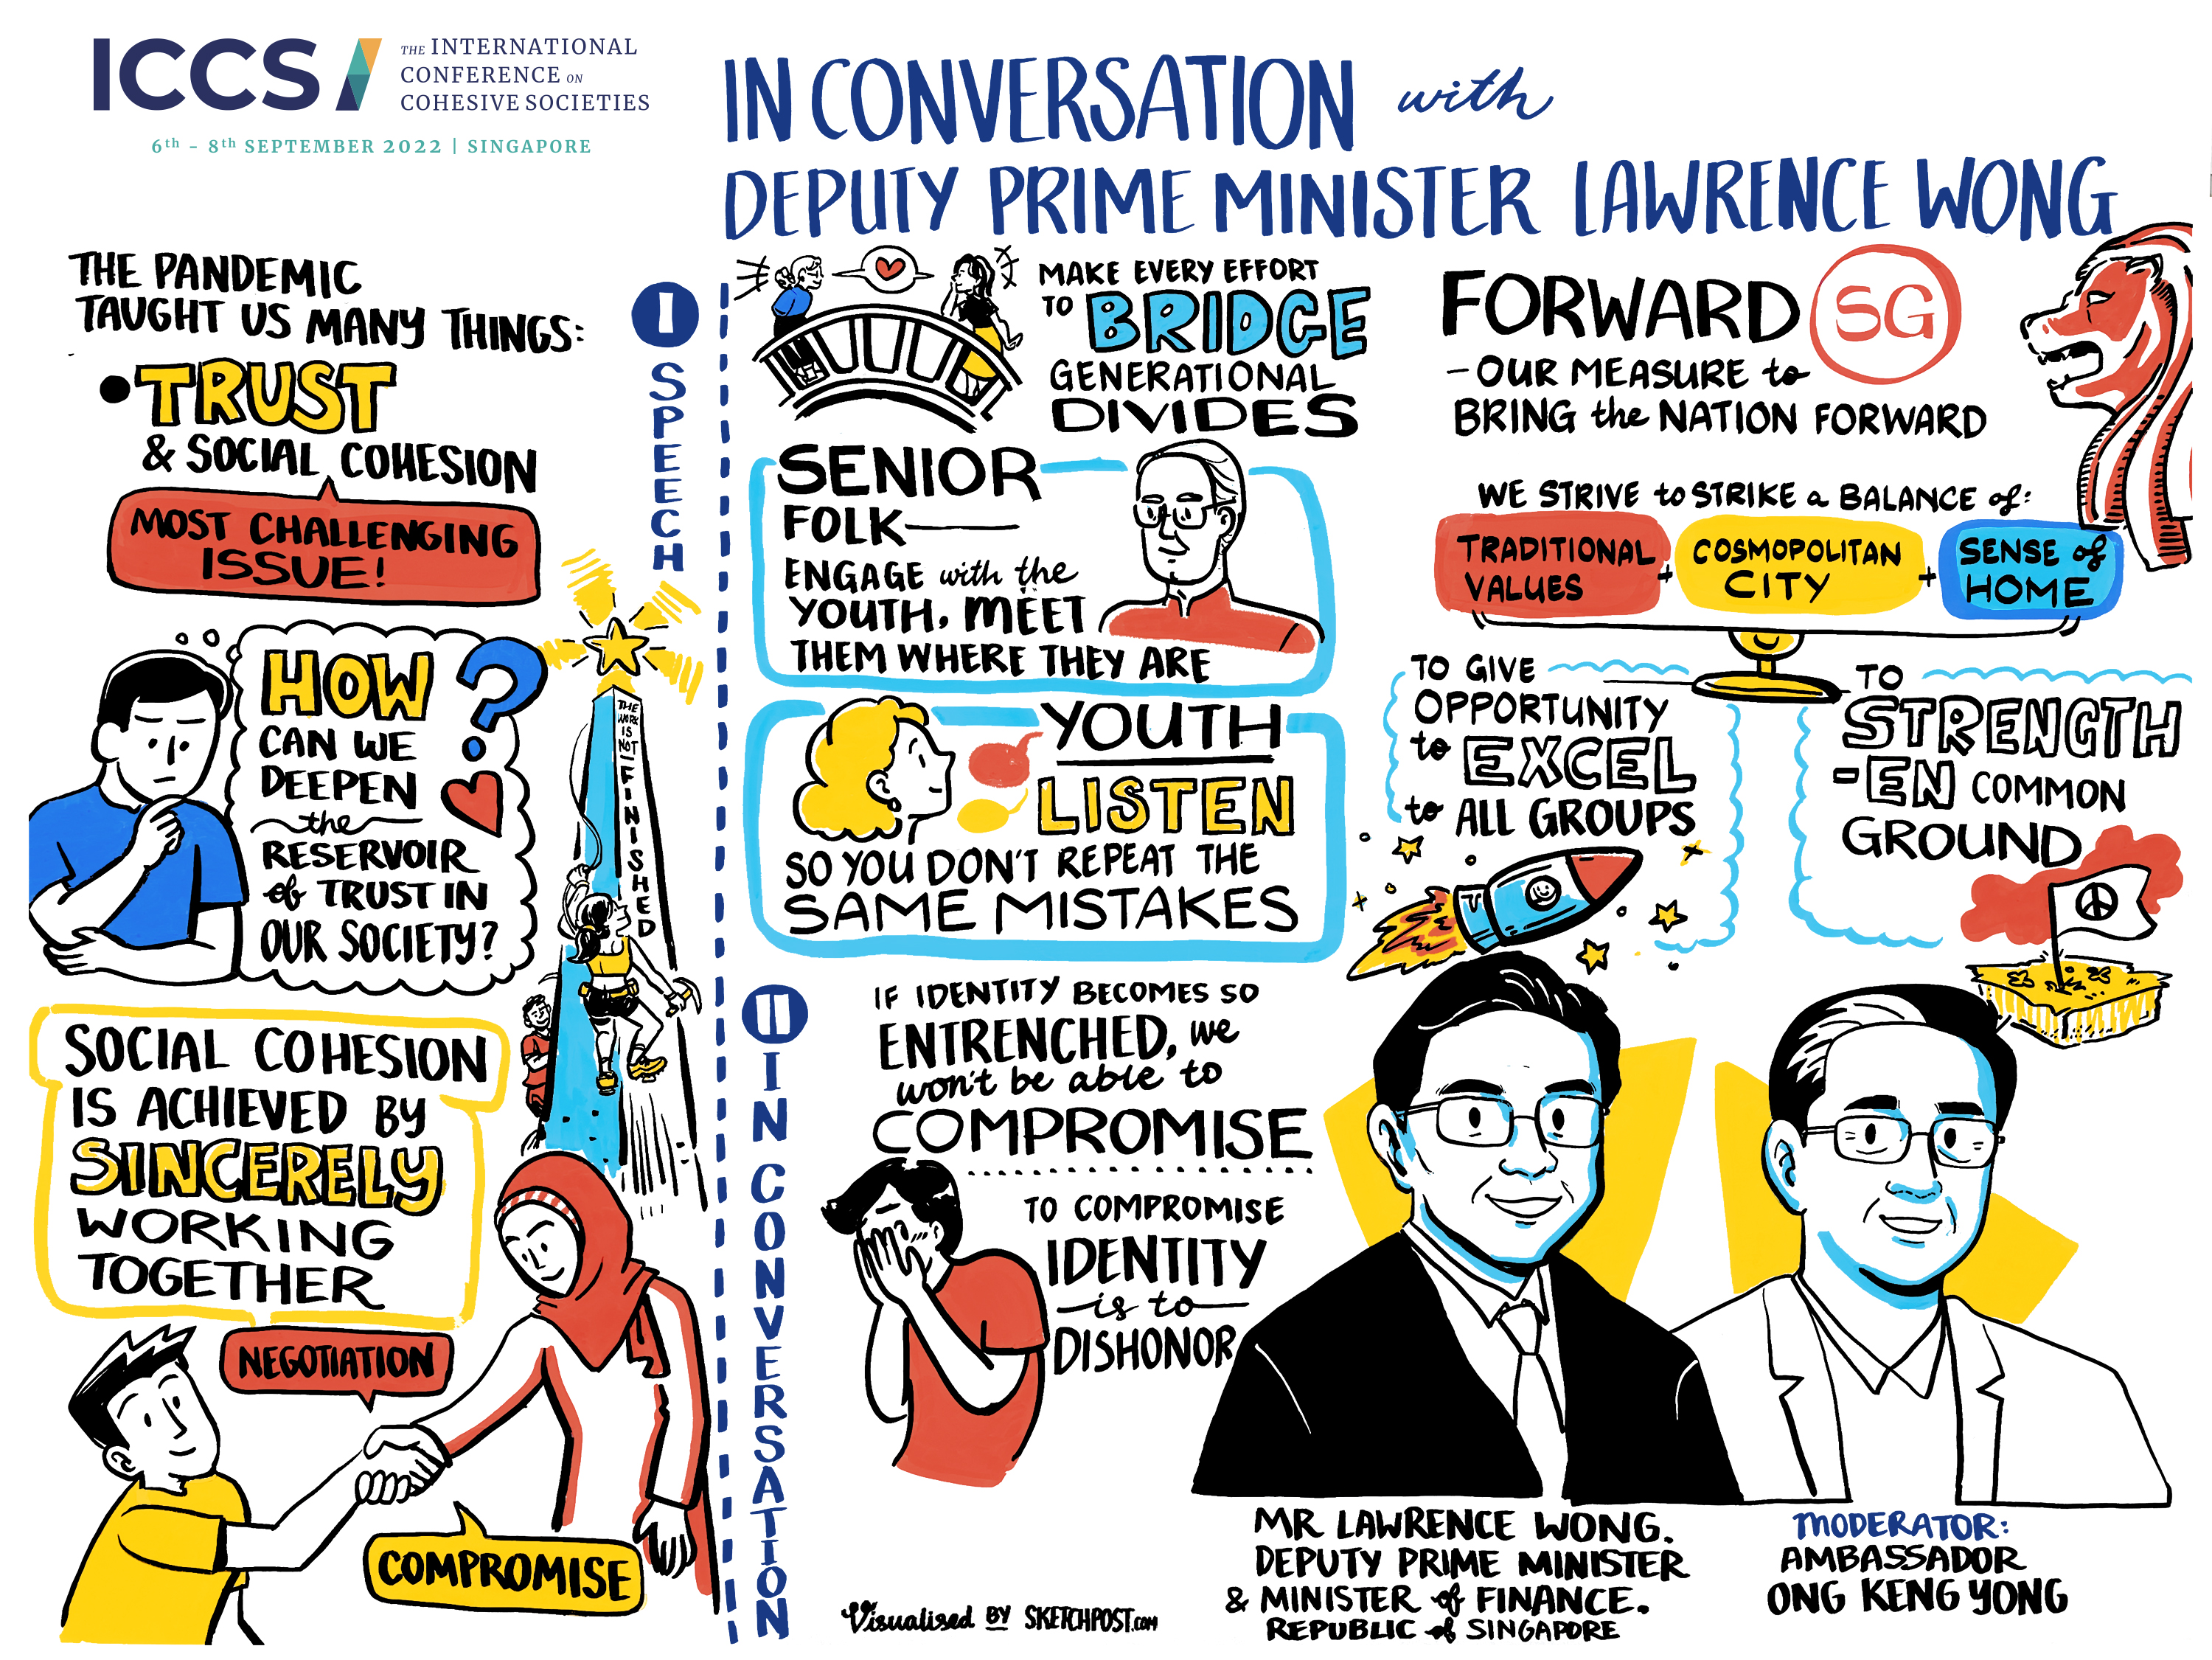 ICCS
THE INTERNATIONAL
CONFERENCE ON
COHESIVE SOCIETIES
6th - 8th SEPTEMBER 2022 | SINGAPORE
IN CONVERSATION with
DEPUTY PRIME MINISTER LAWRENCE WONG
THE PANDEMIC
TAUGHT US MANY THINGS:
• TRUST
& SOCIAL COHESION
MOST CHALLENGING
ISSUE!
HOW ?
CAN WE
DEEPEN
the
RESERVOIR
of TRUST IN
OUR SOCIETY?
THE
WORK
IS
NOT
FINISHED
SOCIAL COHESION
IS ACHIEVED BY
SINCERELY
WORKING
TOGETHER
NEGOTIATION
COMPROMISE
I
SPEECH
MAKE EVERY EFFORT
TO BRIDGE
GENERATIONAL
DIVIDES
SENIOR
FOLK
ENGAGE with the
YOUTH, MEET
THEM WHERE THEY ARE
YOUTH
LISTEN
SO YOU DON'T REPEAT THE
SAME MISTAKES
II
IN CONVERSATION
IF IDENTITY BECOMES SO
ENTRENCHED, we
won't be able to
COMPROMISE
TO COMPROMISE
IDENTITY
is to
DISHONOR
FORWARD SG
- OUR MEASURE to
BRING the NATION FORWARD
WE STRIVE to STRIKE a BALANCE of:
TRADITIONAL
VALUES
+
COSMOPOLITAN
CITY
+
SENSE of
HOME
TO GIVE
OPPORTUNITY
to EXCEL
to ALL GROUPS
TO
STRENGTH
-EN COMMON
GROUND
MR LAWRENCE WONG.
DEPUTY PRIME MINISTER
& MINISTER of FINANCE.
REPUBLIC of SINGAPORE
MODERATOR:
AMBASSADOR
ONG KENG YONG
Visualised BY SKETCHPOST.COM